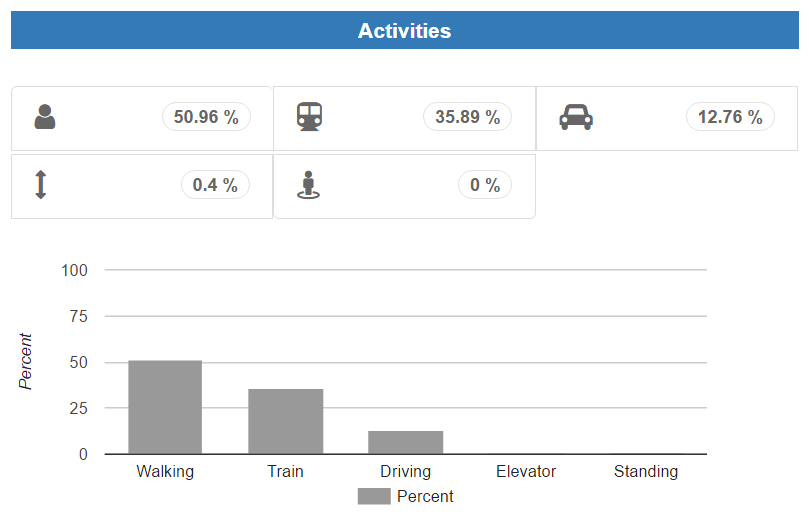 Activities
50.96 %
35.89 %
12.76 %
0.4 %
0 %
100
75
50
25
0
Percent
Walking Train Driving Elevator Standing
Percent